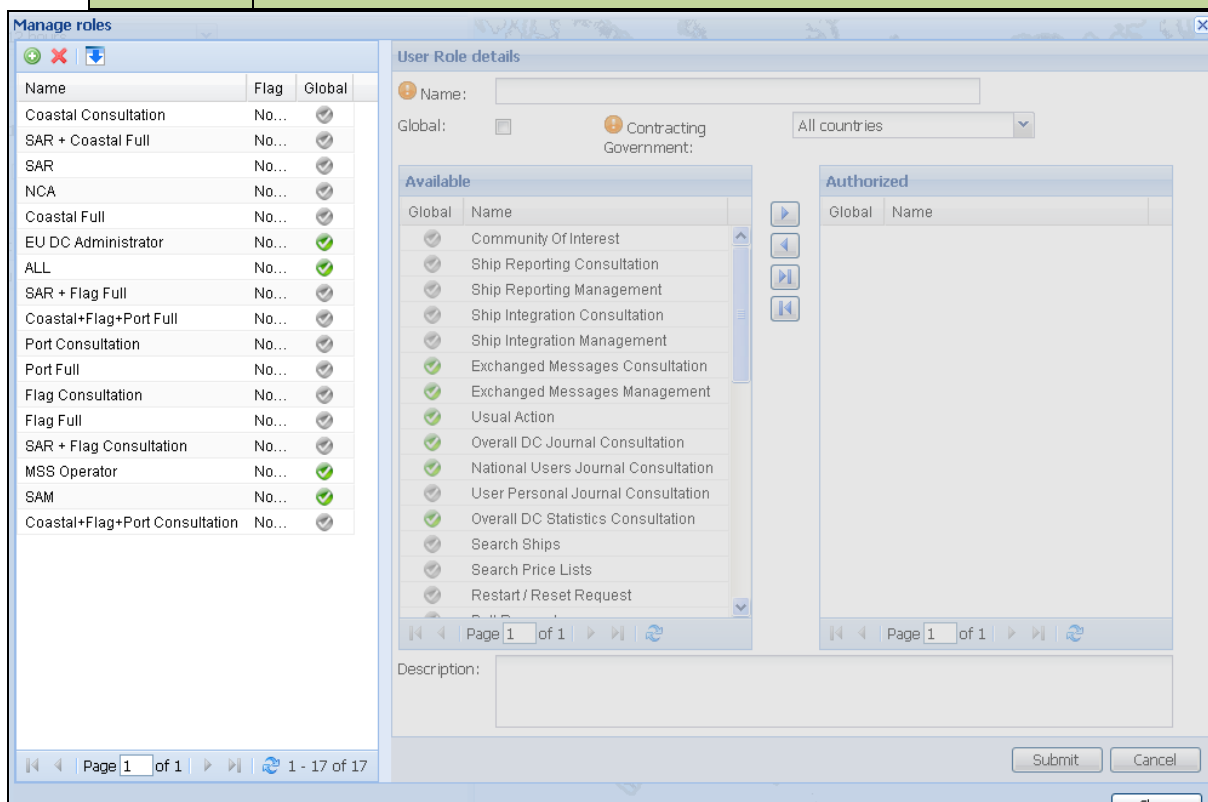 Manage roles
Name Flag Global
Coastal Consultation No...
SAR + Coastal Full No...
SAR No...
NCA No...
Coastal Full No...
EU DC Administrator No...
ALL No...
SAR + Flag Full No...
Coastal+Flag+Port Full No...
Port Consultation No...
Port Full No...
Flag Consultation No...
Flag Full No...
SAR + Flag Consultation No...
MSS Operator No...
SAM No...
Coastal+Flag+Port Consultation No...
Page 1 of 1 1 - 17 of 17
User Role details
Name:
Global: Contracting Government: All countries
Available
Global Name
Community Of Interest
Ship Reporting Consultation
Ship Reporting Management
Ship Integration Consultation
Ship Integration Management
Exchanged Messages Consultation
Exchanged Messages Management
Usual Action
Overall DC Journal Consultation
National Users Journal Consultation
User Personal Journal Consultation
Overall DC Statistics Consultation
Search Ships
Search Price Lists
Restart / Reset Request
Page 1 of 1
Authorized
Global Name
Page 1 of 1
Description:
Submit Cancel